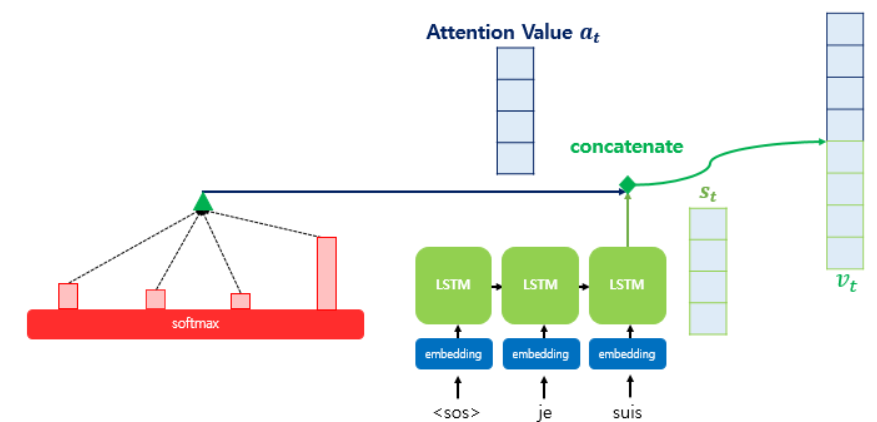 Attention Value a_t
concatenate
s_t
LSTM
LSTM
LSTM
v_t
softmax
embedding
embedding
embedding
<sos>
je
suis